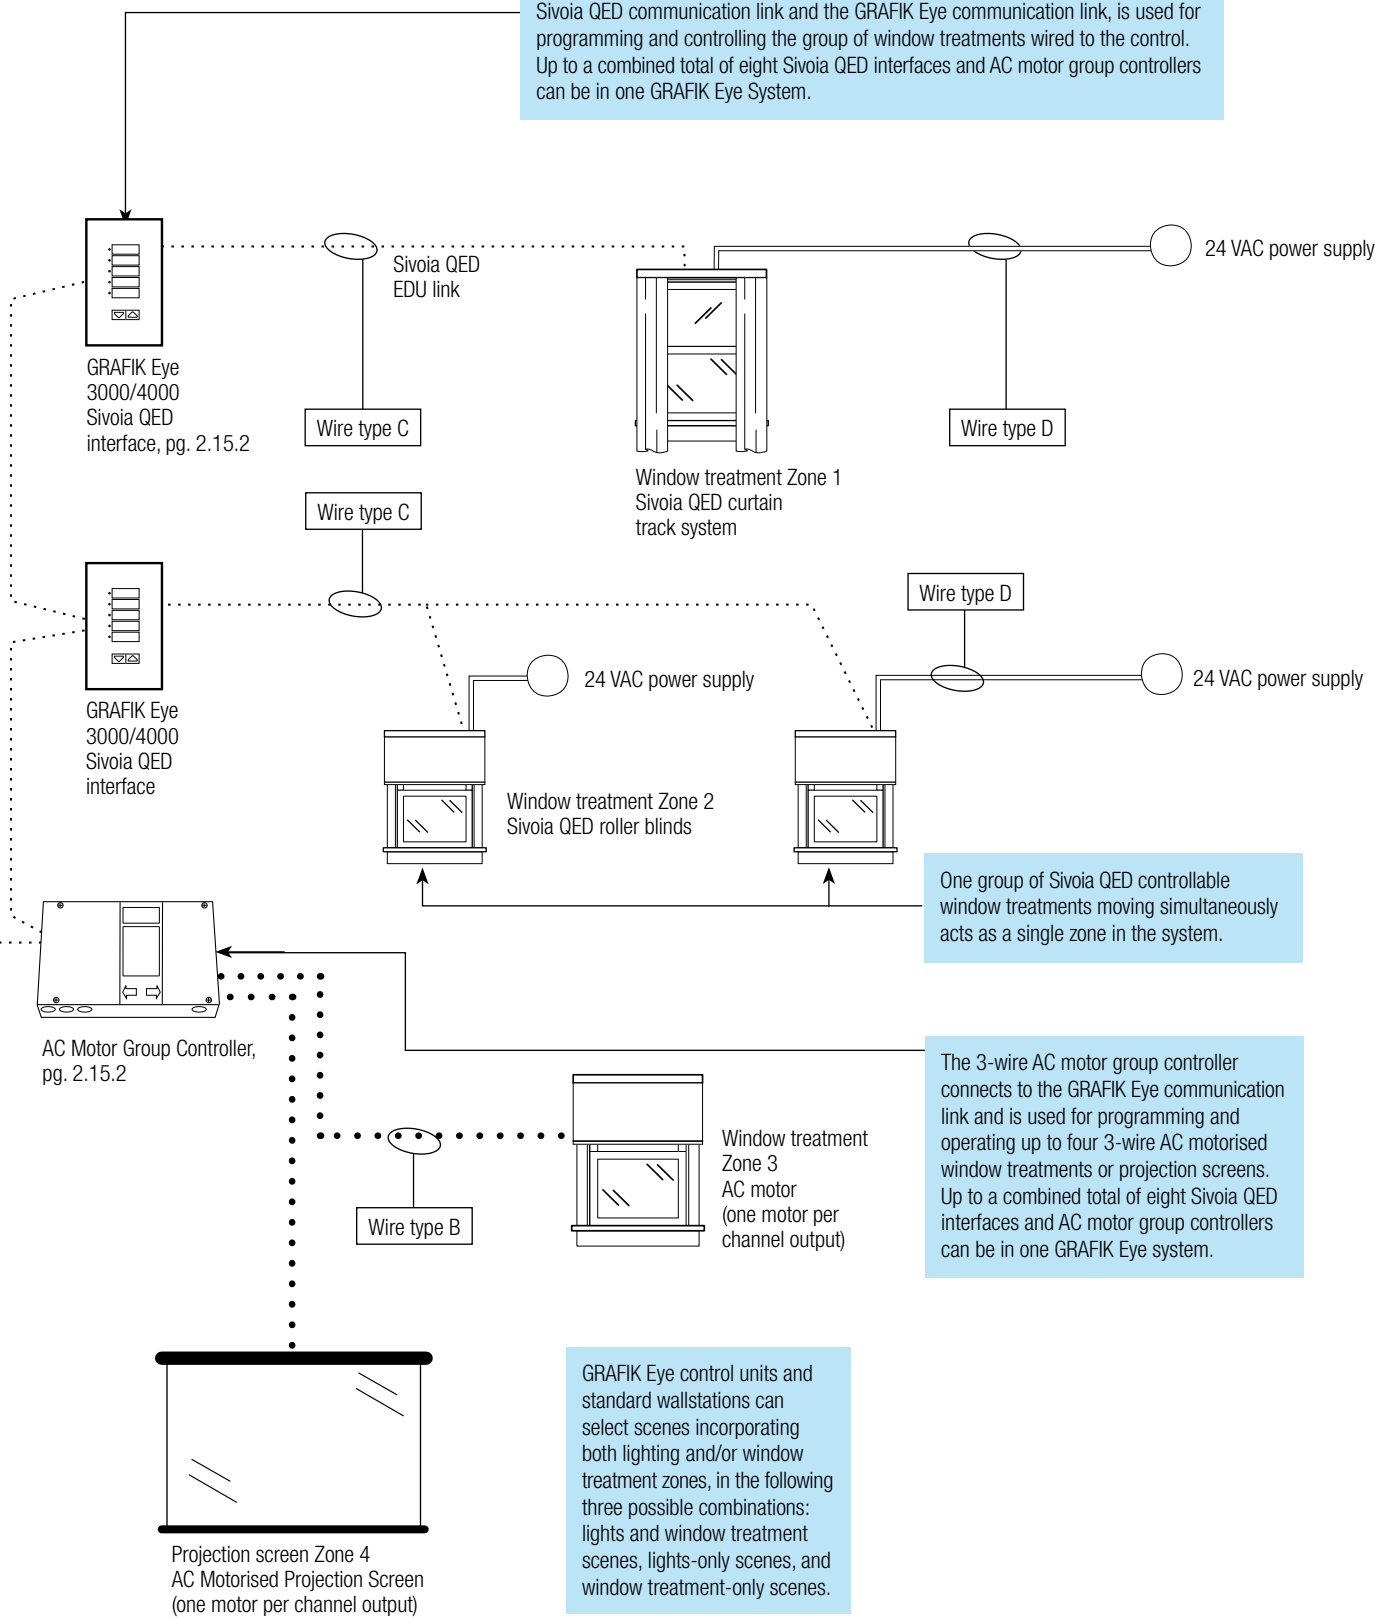 Sivoia QED communication link and the GRAFIK Eye communication link, is used for
programming and controlling the group of window treatments wired to the control.
Up to a combined total of eight Sivoia QED interfaces and AC motor group controllers
can be in one GRAFIK Eye System.
24 VAC power supply
Sivoia QED
EDU link
GRAFIK Eye
3000/4000
Sivoia QED
interface, pg. 2.15.2
Wire type C
Wire type D
Window treatment Zone 1
Sivoia QED curtain
track system
Wire type C
Wire type D
24 VAC power supply
24 VAC power supply
GRAFIK Eye
3000/4000
Sivoia QED
interface
Window treatment Zone 2
Sivoia QED roller blinds
One group of Sivoia QED controllable
window treatments moving simultaneously
acts as a single zone in the system.
AC Motor Group Controller,
pg. 2.15.2
The 3-wire AC motor group controller
connects to the GRAFIK Eye communication
link and is used for programming and
operating up to four 3-wire AC motorised
window treatments or projection screens.
Up to a combined total of eight Sivoia QED
interfaces and AC motor group controllers
can be in one GRAFIK Eye system.
Window treatment
Zone 3
AC motor
(one motor per
channel output)
Wire type B
GRAFIK Eye control units and
standard wallstations can
select scenes incorporating
both lighting and/or window
treatment zones, in the following
three possible combinations:
lights and window treatment
scenes, lights-only scenes, and
window treatment-only scenes.
Projection screen Zone 4
AC Motorised Projection Screen
(one motor per channel output)